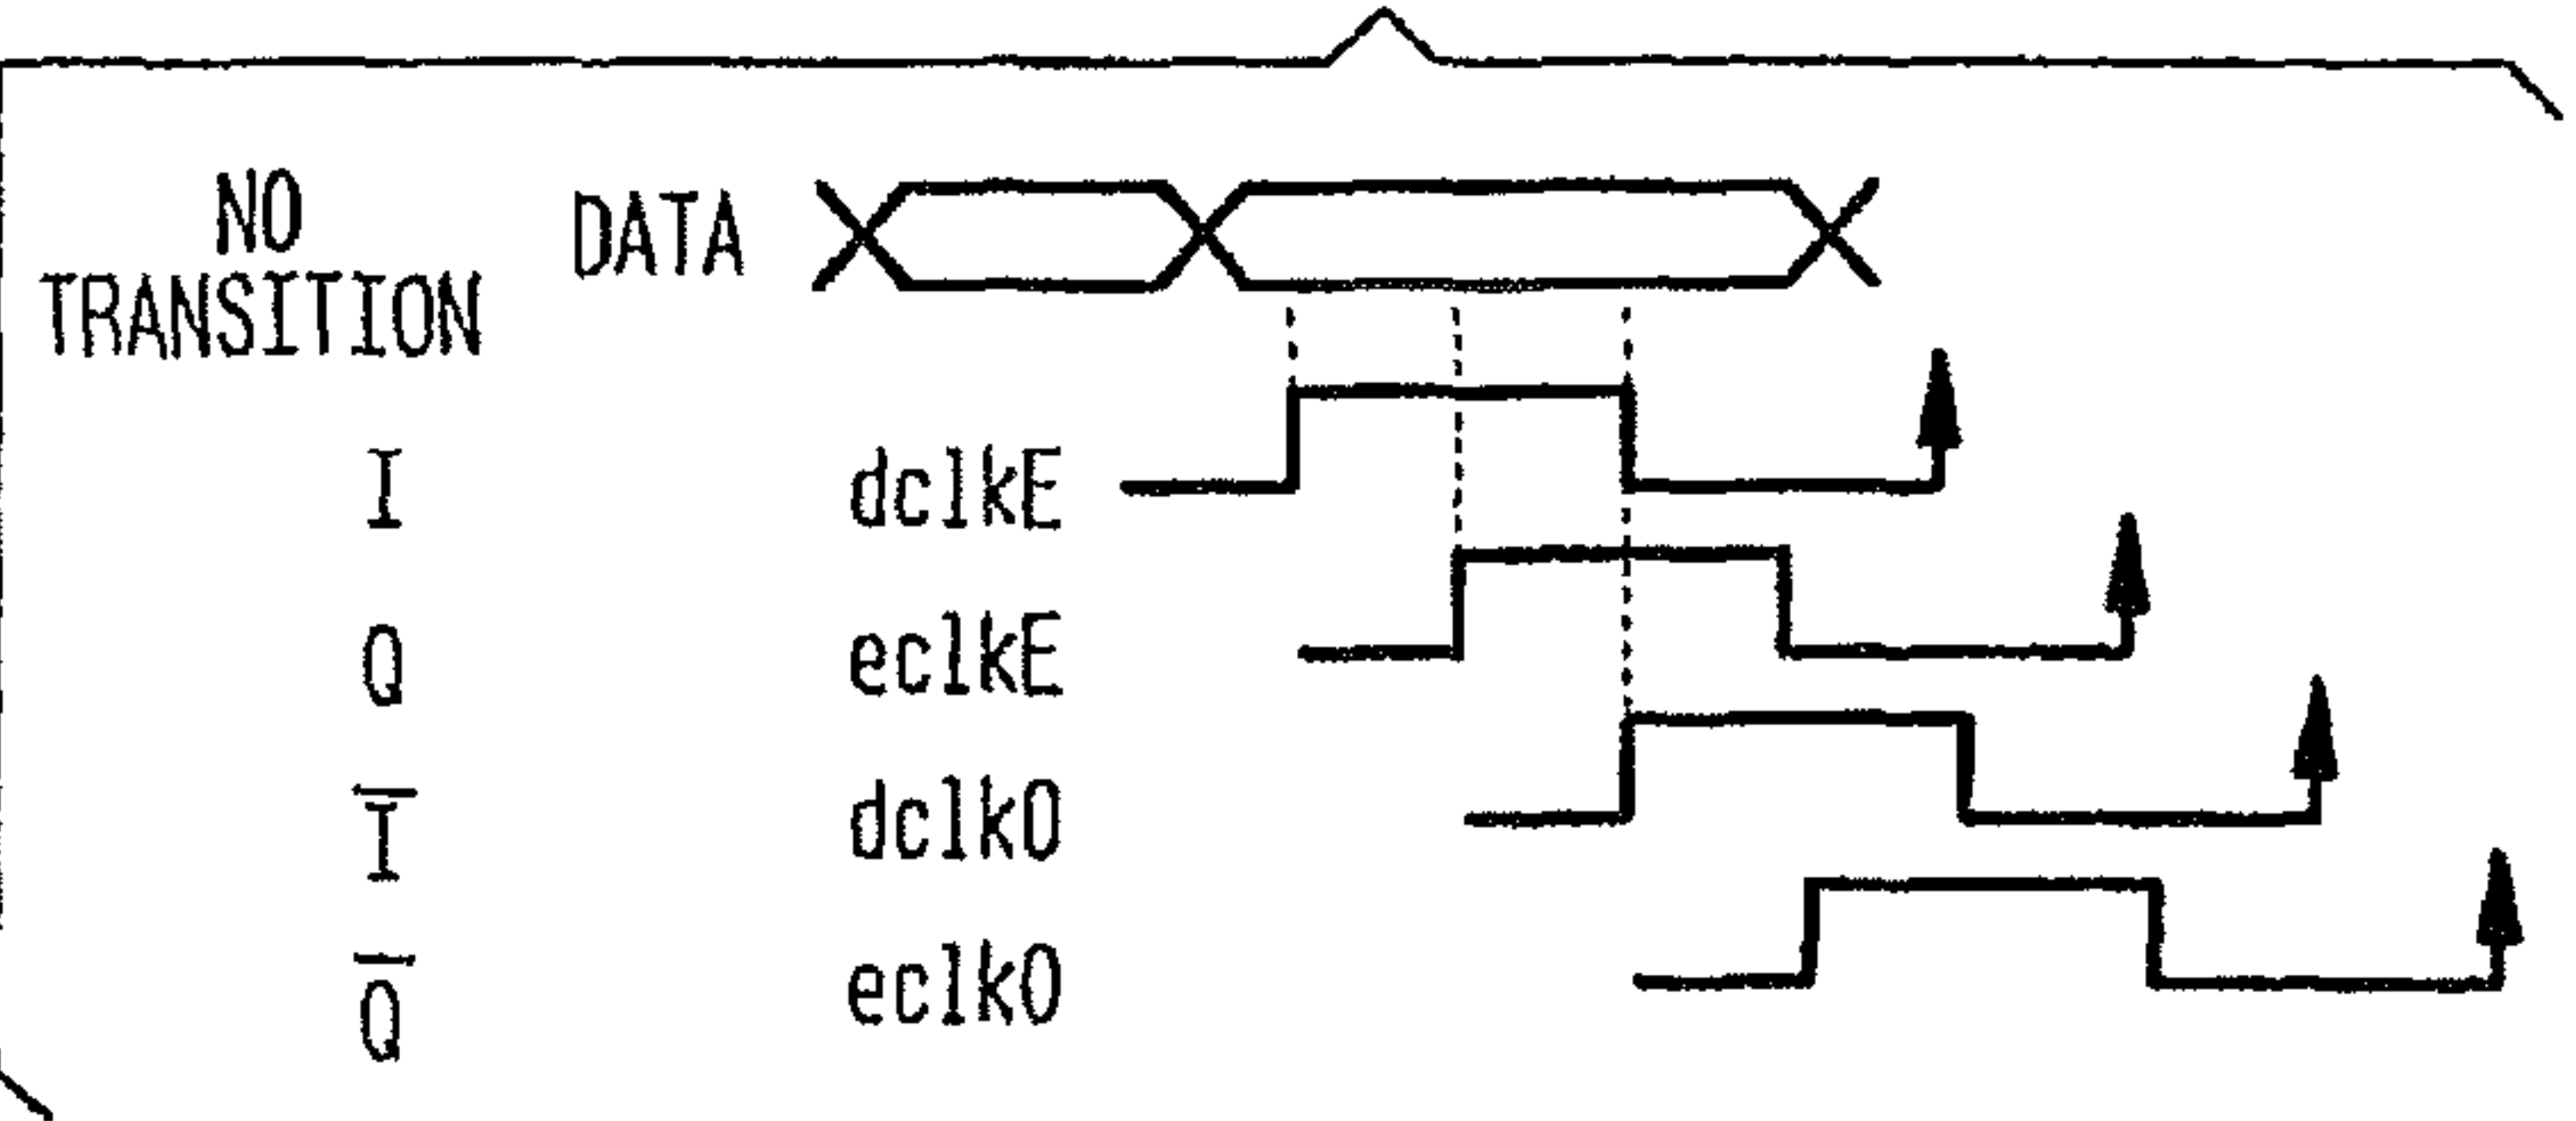 NO
TRANSITION
DATA
I dclkE
Q eclkE
I̅ dclkO
Q̅ eclkO